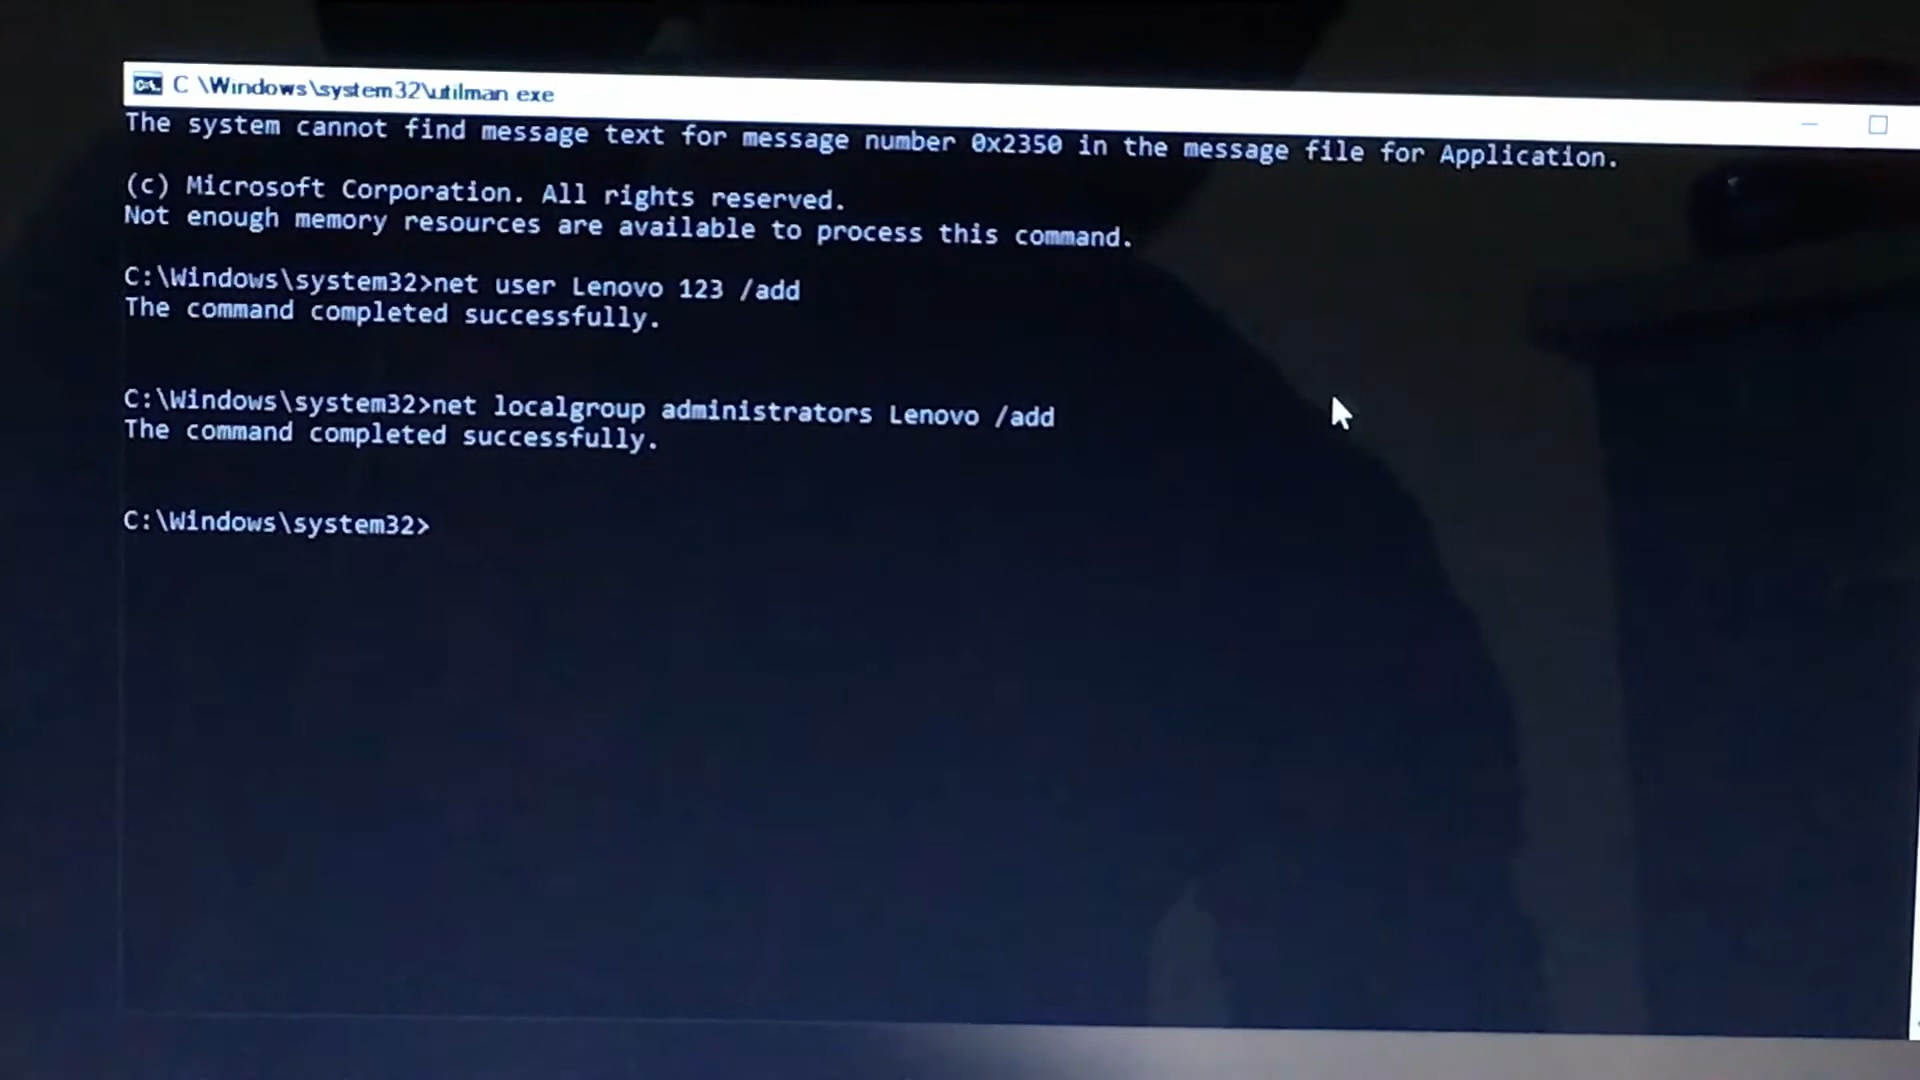 C \Windows\system32\utilman exe
The system cannot find message text for message number 0x2350 in the message file for Application.
(c) Microsoft Corporation. All rights reserved.
Not enough memory resources are available to process this command.
C:\Windows\system32>net user Lenovo 123 /add
The command completed successfully.
C:\Windows\system32>net localgroup administrators Lenovo /add
The command completed successfully.
C:\Windows\system32>